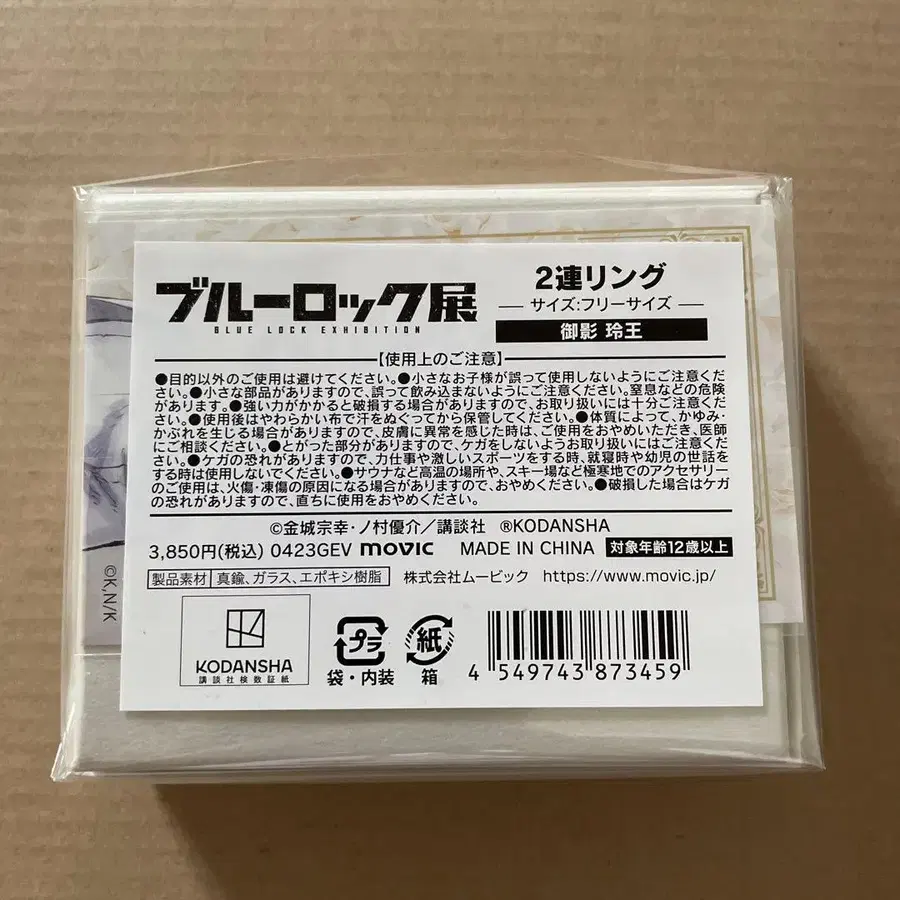 ブルーロック展
BLUE LOCK EXHIBITION
2連リング
サイズ:フリーサイズ
御影 玲王
【使用上のご注意】
●目的以外のご使用は避けてください。●小さなお子様が誤って使用しないようにご注意くだ
さい。●小さな部品がありますので、誤って飲み込まないようにご注意ください。窒息などの危険
があります。●強い力がかかると破損する場合がありますので、お取り扱いには十分ご注意くださ
い。●使用後はやわらかい布で汗をぬぐってから保管してください。●体質によって、かゆみ・
かぶれを生じる場合がありますので、皮膚に異常を感じた時は、ご使用をおやめいただき、医師
にご相談ください。●とがった部分がありますので、ケガをしないようお取り扱いにはご注意くだ
さい。●ケガの恐れがありますので、力仕事や激しいスポーツをする時、就寝時や幼児の世話を
する時は使用しないでください。●サウナなど高温の場所や、スキー場など極寒地でのアクセサリー
のご使用は、火傷・凍傷の原因になる場合がありますので、おやめください。●破損した場合はケガ
の恐れがありますので、直ちに使用をおやめください。
©金城宗幸・ノ村優介／講談社 ®KODANSHA
3,850円(税込) 0423GEV movic MADE IN CHINA 対象年齢12歳以上
製品素材 真鍮、ガラス、エポキシ樹脂 株式会社ムービック https://www.movic.jp/
KODANSHA
講談社検数証紙
プラ
袋・内装
紙
箱
4 549743 873459
©K,N/K